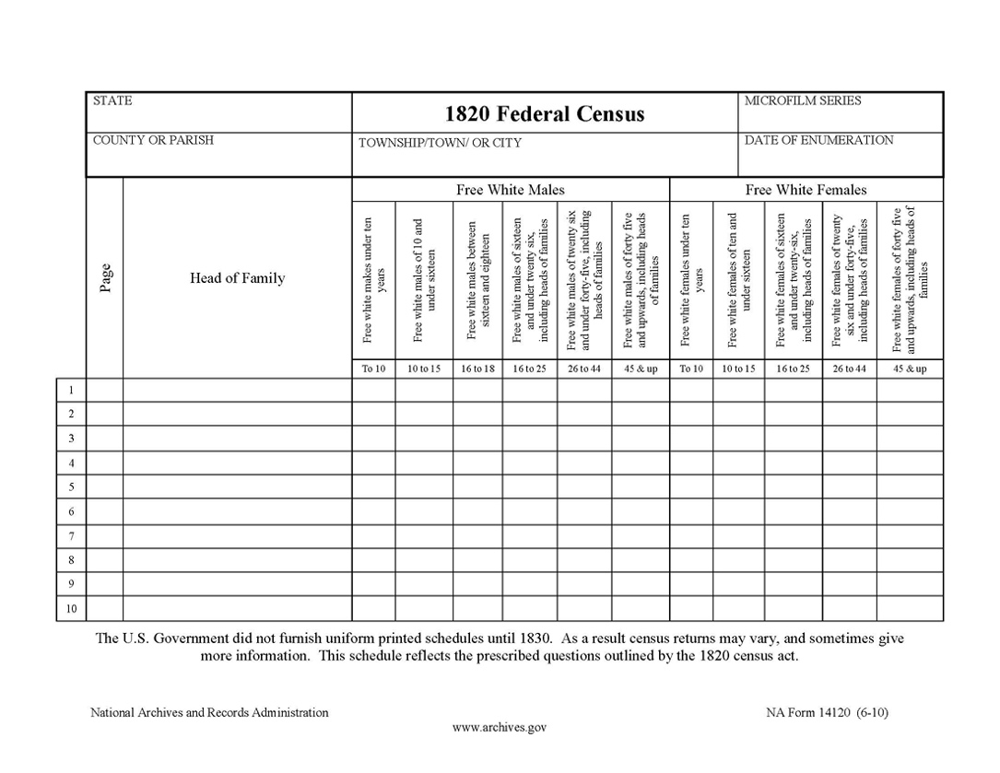 STATE
1820 Federal Census
MICROFILM SERIES
COUNTY OR PARISH
TOWNSHIP/TOWN/ OR CITY
DATE OF ENUMERATION
Free White Males
Free White Females
Page
Head of Family
Free white makes under ten
years
Free white males of 10 and
under sixteen
Free white males between
sixteen and eighteen
Free white males of sixteen
and under twenty six,
including heads of families
Free white males of twenty six
and under forty-five, including
heads of families
Free white males of forty five
and upwards, including heads
of families
Free white females under ten
years
Free white females of ten and
under sixteen
Free white females of sixteen
and under twenty-six,
including heads of families
Free white females of twenty
six and under forty-five,
including heads of families
Free white females of forty five
and upwards, including heads of
families
To 10
10 to 15
16 to 18
16 to 25
26 to 44
45 & up
To 10
10 to 15
16 to 25
26 to 44
45 & up
1
2
3
4
5
6
7
8
9
10
The U.S. Government did not furnish uniform printed schedules until 1830. As a result census returns may vary, and sometimes give
more information. This schedule reflects the prescribed questions outlined by the 1820 census act.
National Archives and Records Administration
NA Form 14120 (6-10)
www.archives.gov